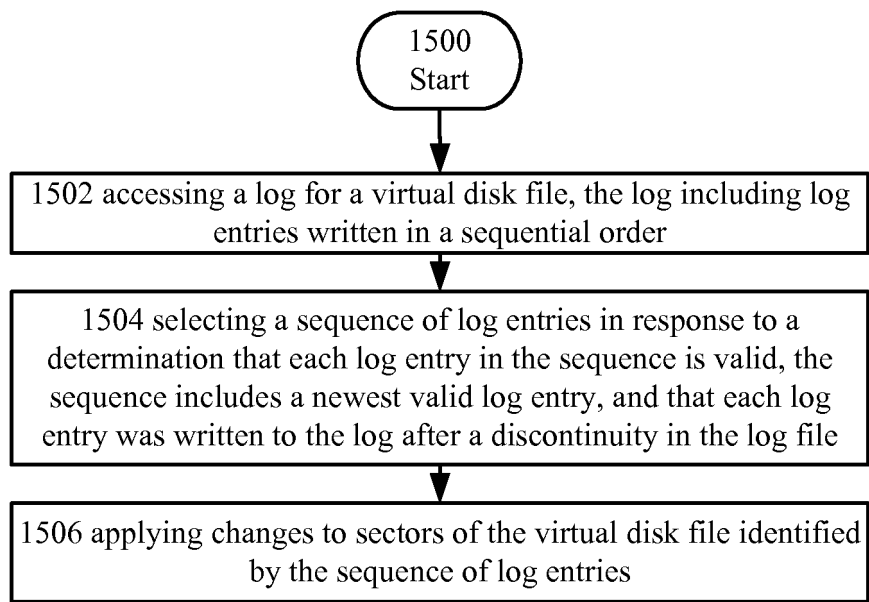 1500
Start
1502 accessing a log for a virtual disk file, the log including log
entries written in a sequential order
1504 selecting a sequence of log entries in response to a
determination that each log entry in the sequence is valid, the
sequence includes a newest valid log entry, and that each log
entry was written to the log after a discontinuity in the log file
1506 applying changes to sectors of the virtual disk file identified
by the sequence of log entries